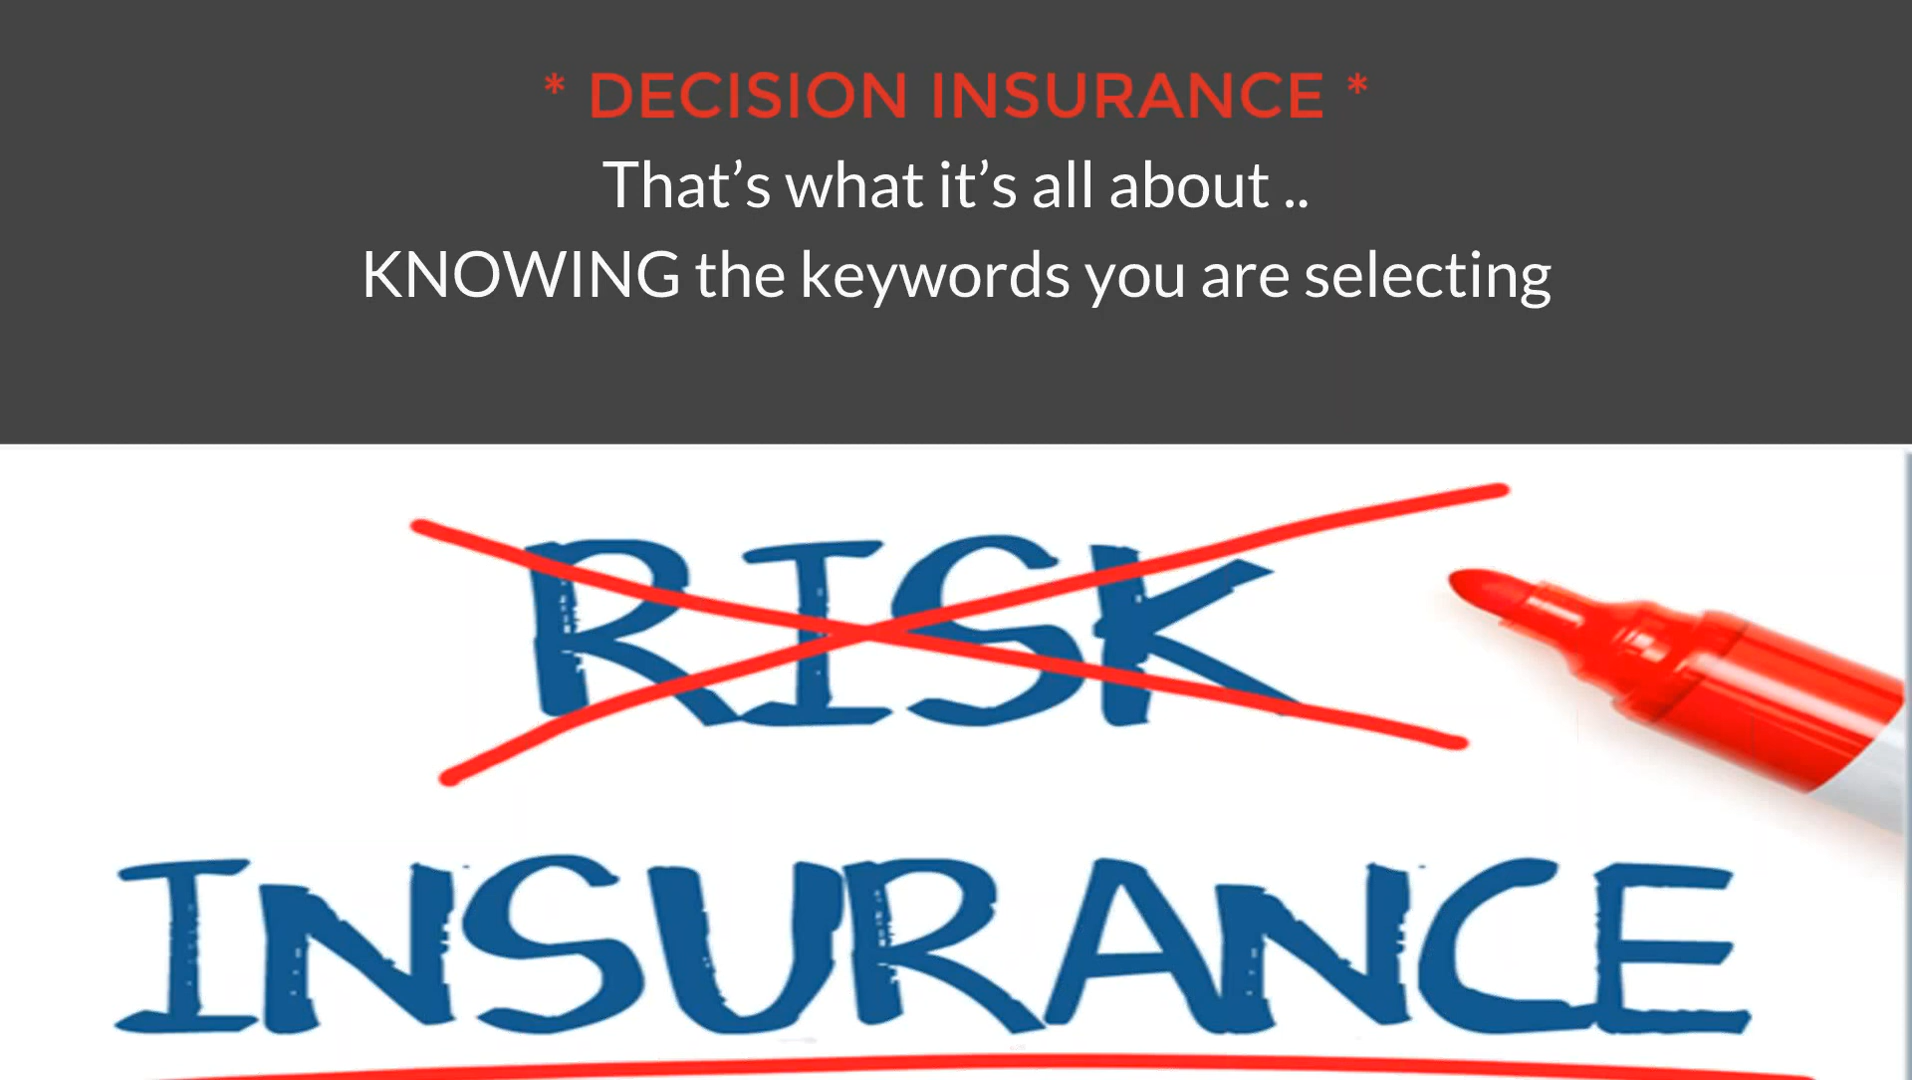 * DECISION INSURANCE *
That’s what it’s all about ..
KNOWING the keywords you are selecting
RISK
INSURANCE